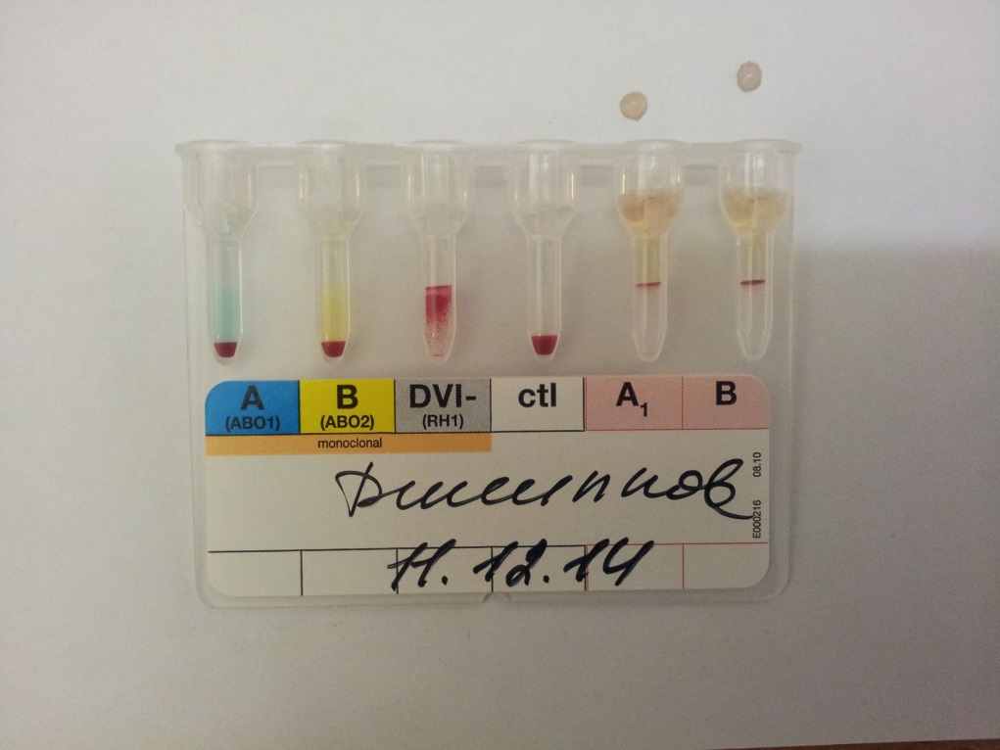 A B DVI- ctl A1 B
(ABO1) (ABO2) (RH1)
monoclonal
E000216 08.10
11.12.14